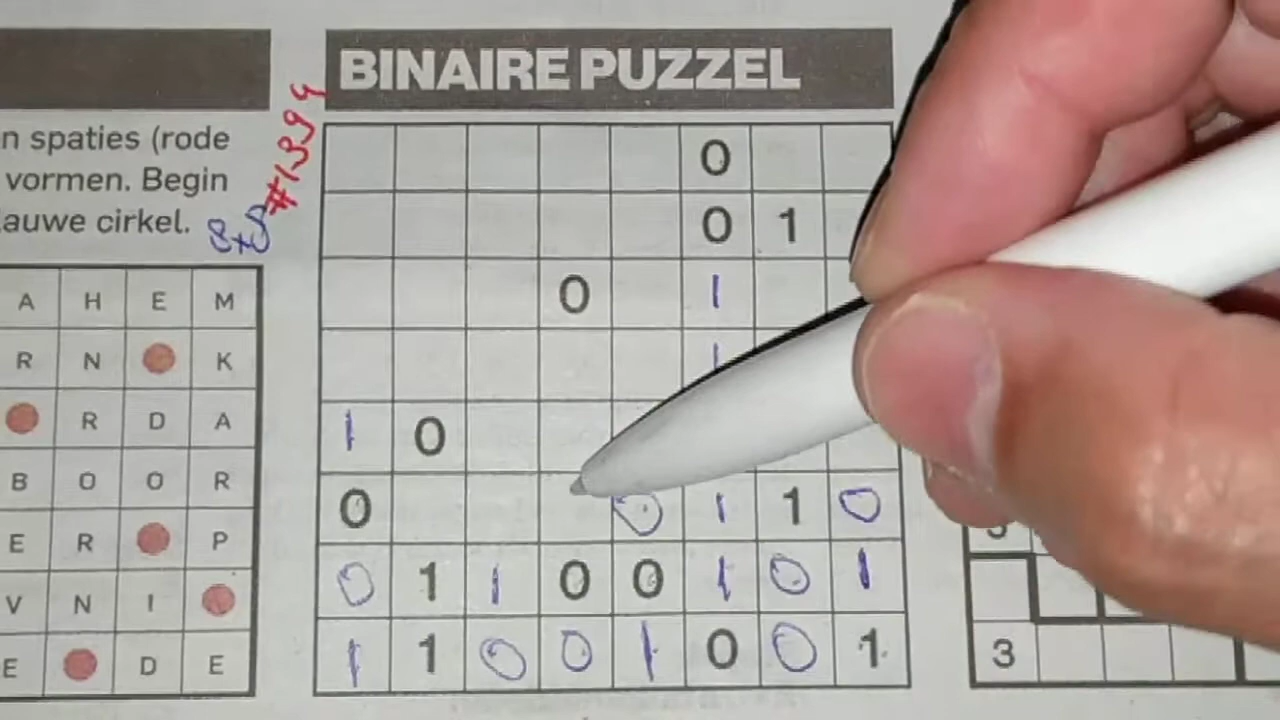 BINAIRE PUZZEL
n spaties (rode
vormen. Begin
lauwe cirkel.
8x8
#1394
0
0 1
A H E M
0 1
R N K
1
R D A
1 0
B O O R
0 0 1 1 0
E R P
0 1 1 0 0 1 0 1
V N I
1 1 0 0 1 0 0 1
E D E
3